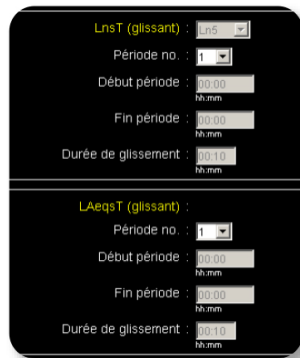 LnsT (glissant) : Ln5
Période no. : 1
Début période : 00:00
hh:mm
Fin période : 00:00
hh:mm
Durée de glissement : 00:10
hh:mm
LAeqsT (glissant) :
Période no. : 1
Début période : 00:00
hh:mm
Fin période : 00:00
hh:mm
Durée de glissement : 00:10
hh:mm